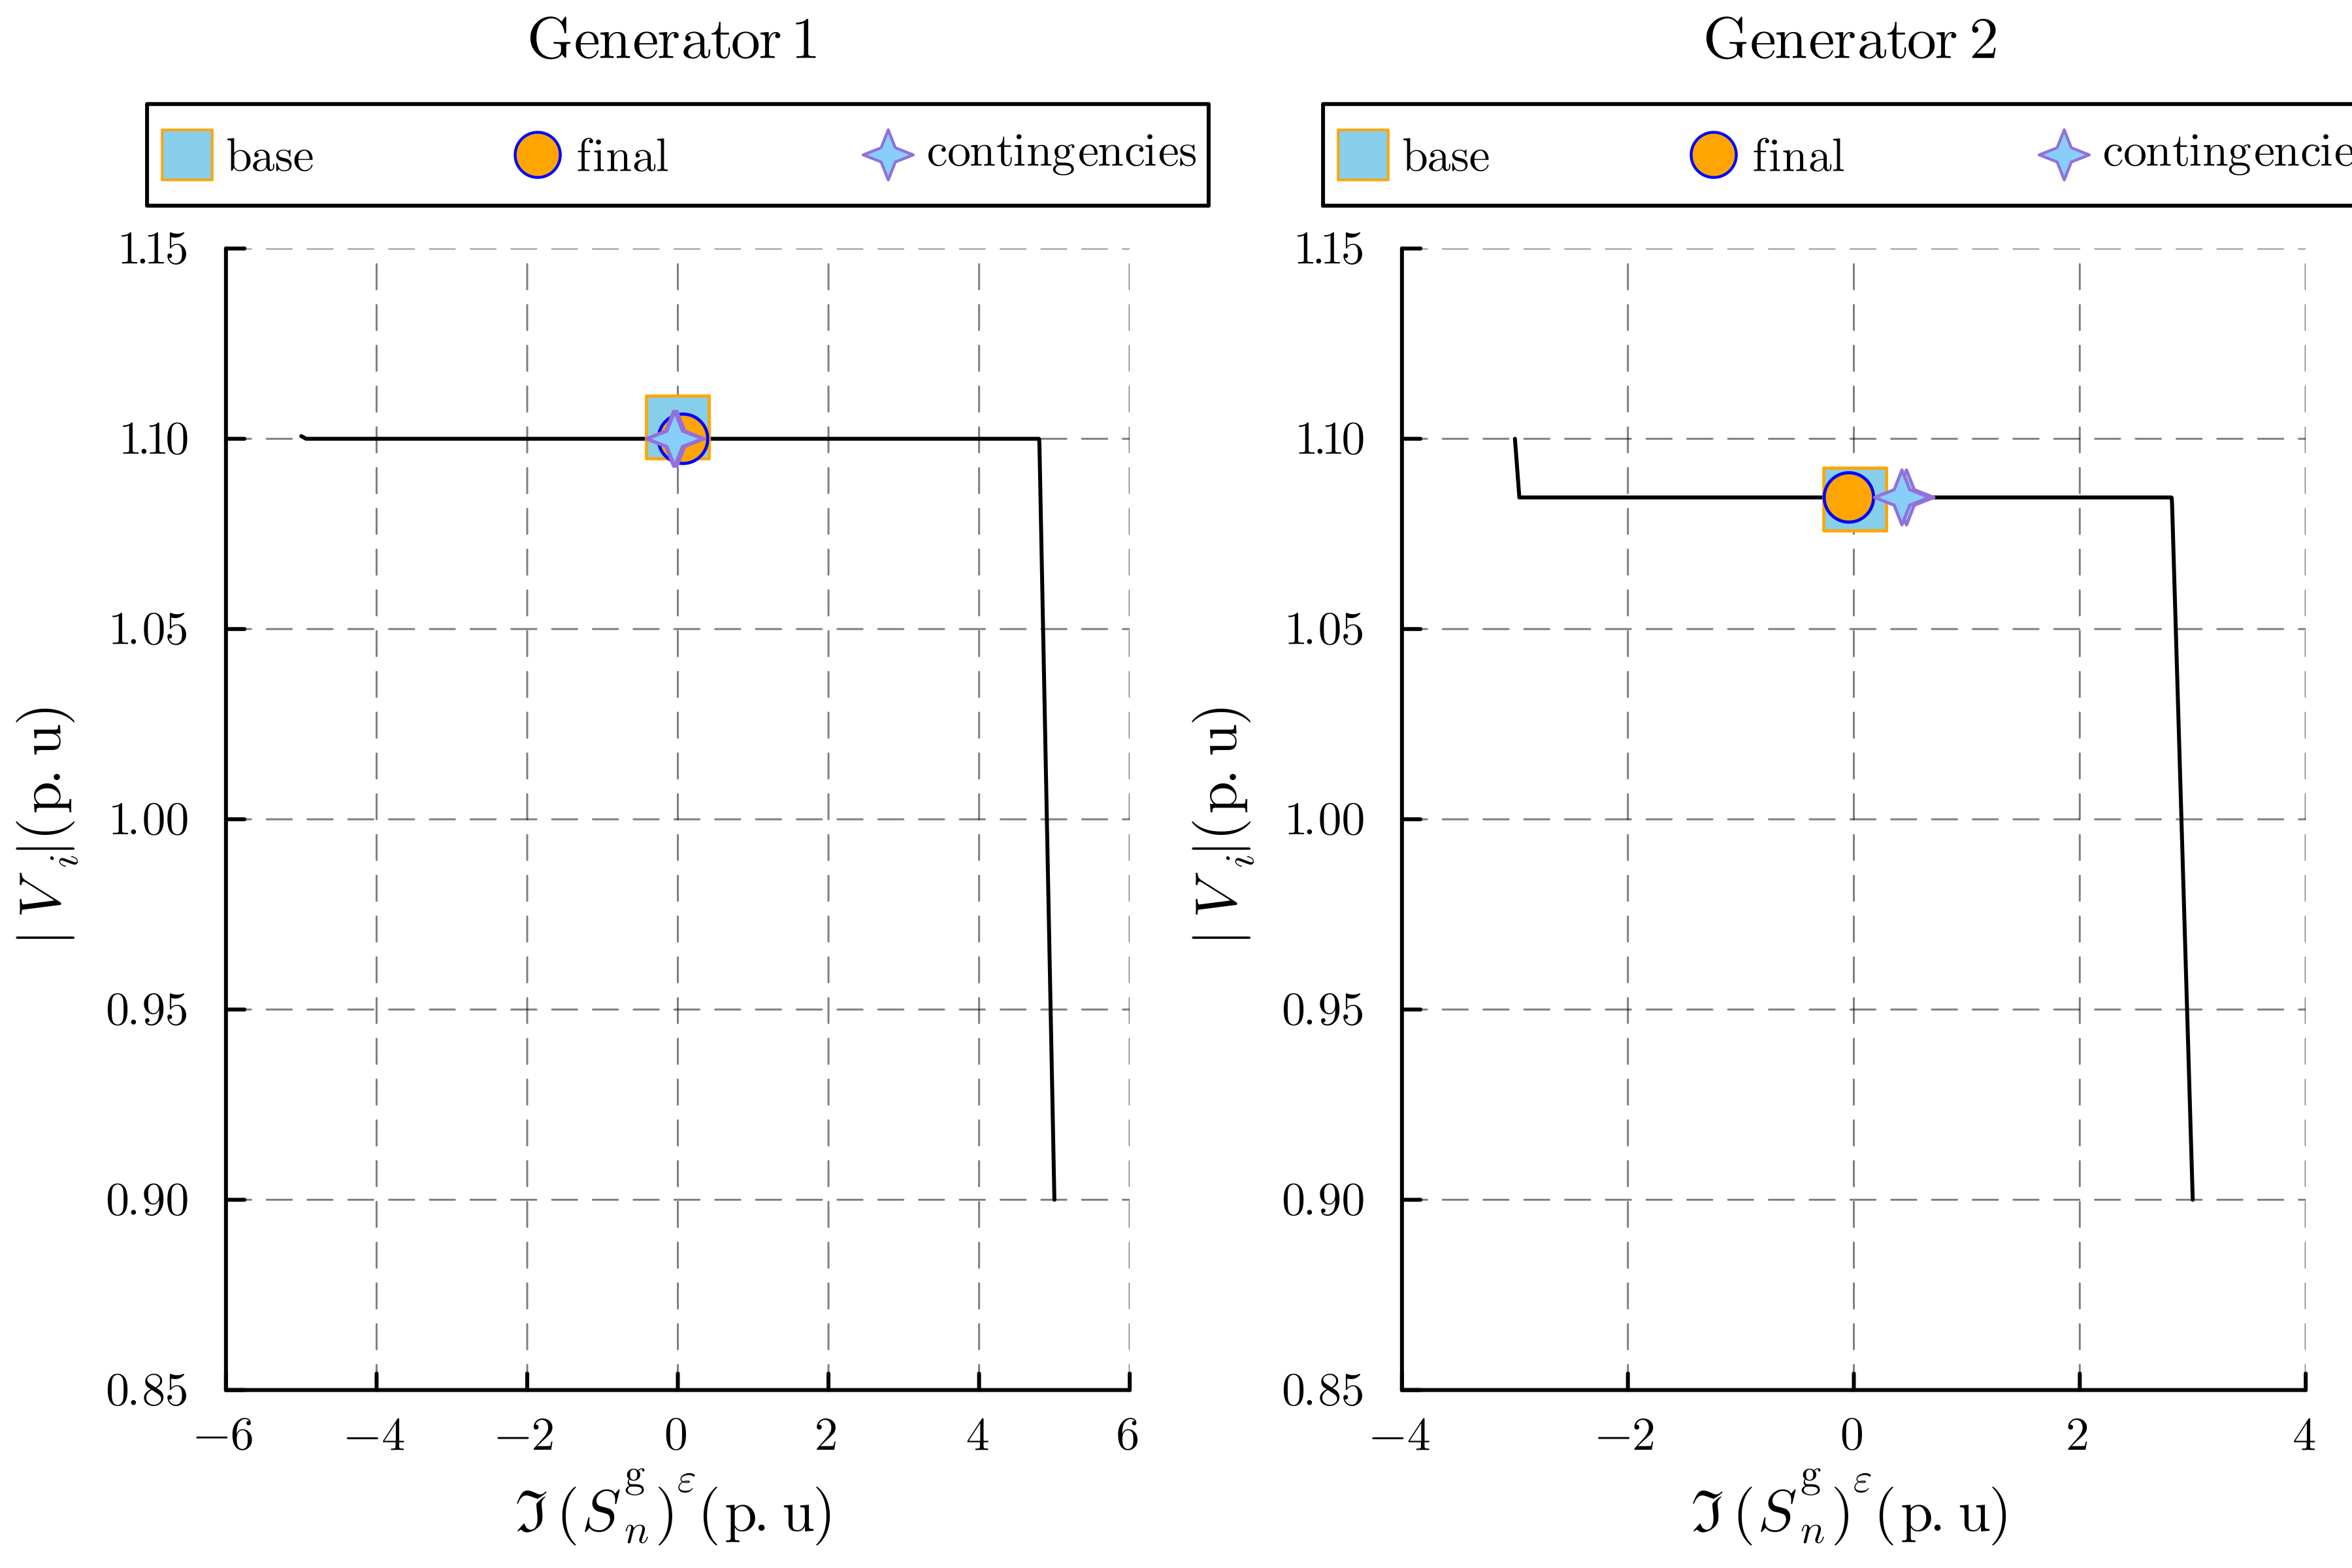 Generator 1
base final contingencies
1.15
1.10
1.05
1.00
0.95
0.90
0.85
−6 −4 −2 0 2 4 6
|V_i|(p.u)
ℑ(S_n^g)^ε(p.u)
Generator 2
base final contingencie
1.15
1.10
1.05
1.00
0.95
0.90
0.85
−4 −2 0 2 4
|V_i|(p.u)
ℑ(S_n^g)^ε(p.u)